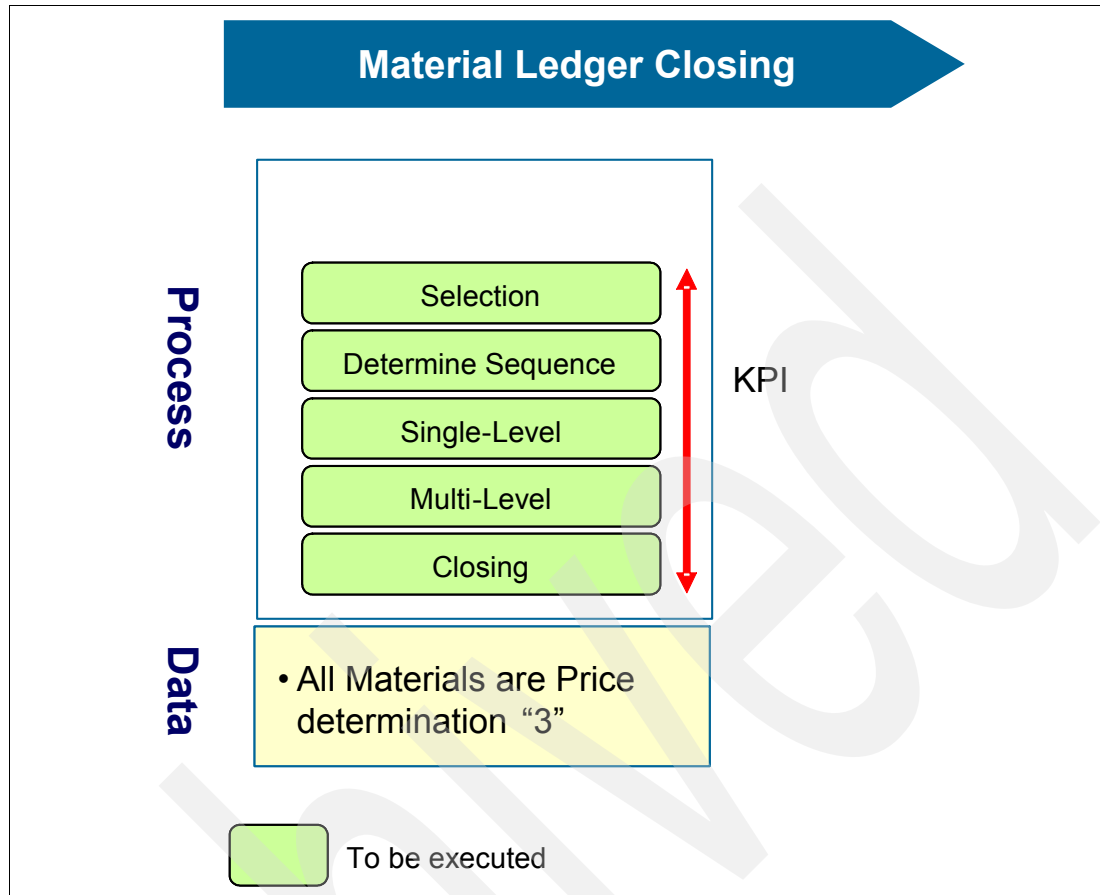 Material Ledger Closing
Process
Selection
Determine Sequence
Single-Level
Multi-Level
Closing
KPI
Data
• All Materials are Price
determination “3”
To be executed